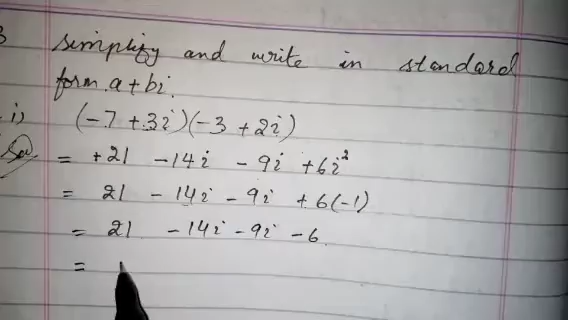 3 simplify and write in standard
form a+bi.
i) (-7 + 3i)(-3 + 2i)
Sol = +21 -14i - 9i +6i²
= 21 - 14i - 9i + 6(-1)
= 21 - 14i - 9i - 6
=